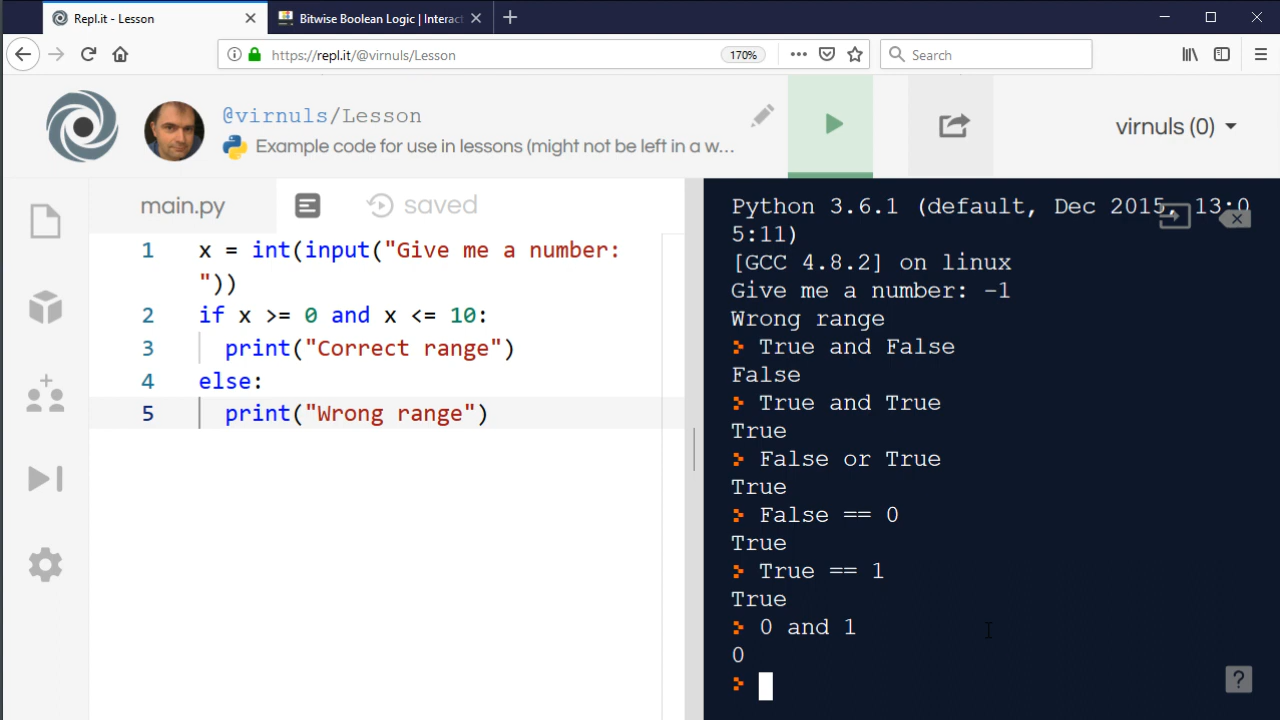 Repl.it - Lesson
Bitwise Boolean Logic | Interact
https://repl.it/@virnuls/Lesson
170%
Search
@virnuls/Lesson
Example code for use in lessons (might not be left in a w...
virnuls (0)
main.py
saved
1 x = int(input("Give me a number:
"))
2 if x >= 0 and x <= 10:
3 print("Correct range")
4 else:
5 print("Wrong range")
Python 3.6.1 (default, Dec 2015, 13:0
5:11)
[GCC 4.8.2] on linux
Give me a number: -1
Wrong range
True and False
False
True and True
True
False or True
True
False == 0
True
True == 1
True
0 and 1
0
?